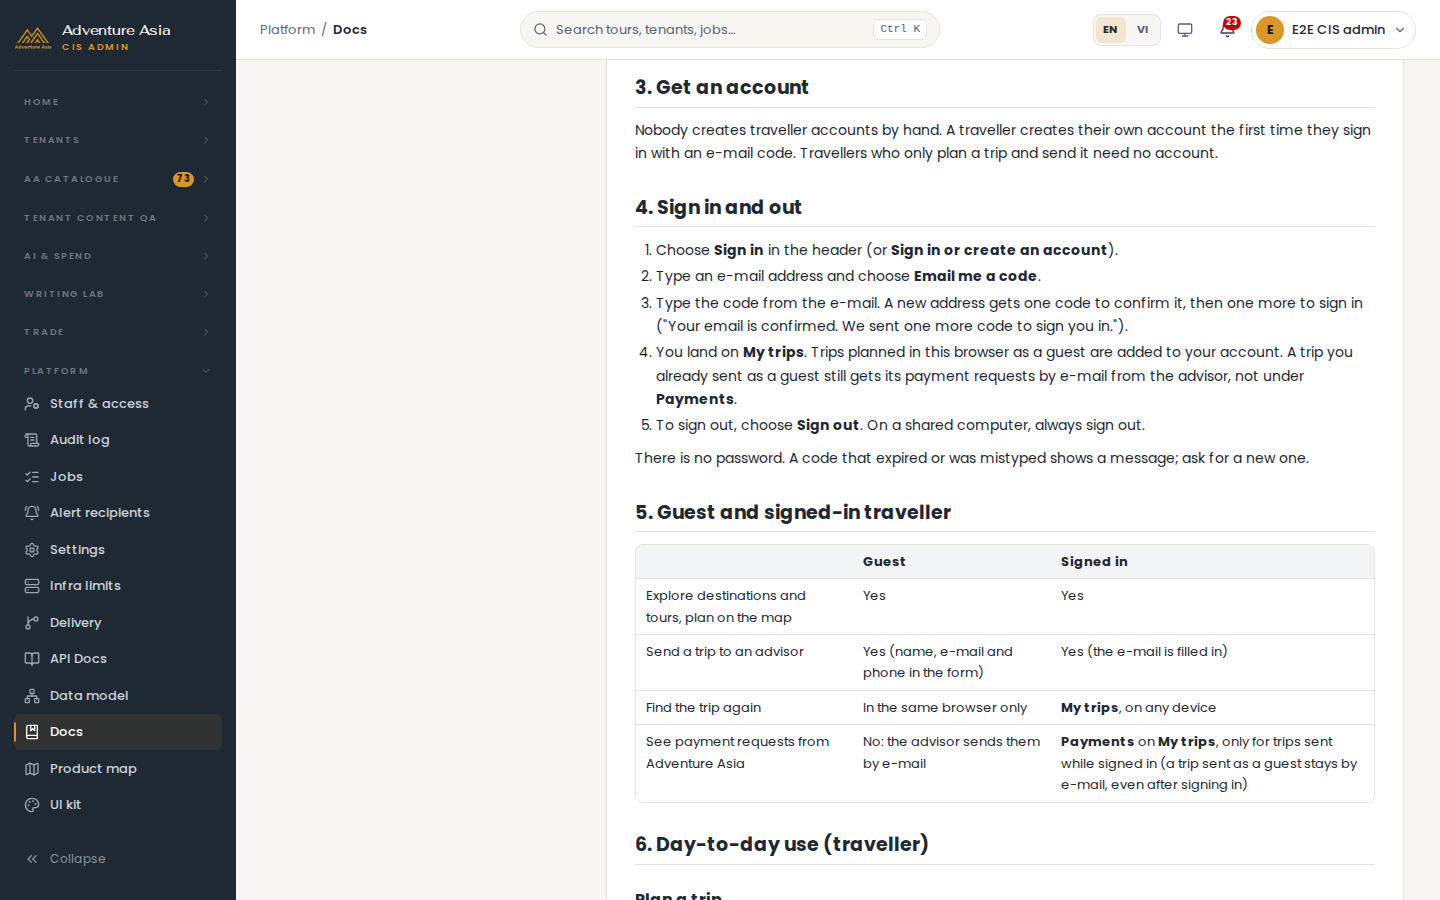 Adventure Asia
CIS ADMIN
Adventure Asia
HOME
TENANTS
AA CATALOGUE 73
TENANT CONTENT QA
AI & SPEND
WRITING LAB
TRADE
PLATFORM
Staff & access
Audit log
Jobs
Alert recipients
Settings
Infra limits
Delivery
API Docs
Data model
Docs
Product map
UI kit
Collapse
Platform / Docs
Search tours, tenants, jobs...
Ctrl K
EN VI
23
E E2E CIS admin
3. Get an account
Nobody creates traveller accounts by hand. A traveller creates their own account the first time they sign
in with an e-mail code. Travellers who only plan a trip and send it need no account.
4. Sign in and out
1. Choose Sign in in the header (or Sign in or create an account).
2. Type an e-mail address and choose Email me a code.
3. Type the code from the e-mail. A new address gets one code to confirm it, then one more to sign in
("Your email is confirmed. We sent one more code to sign you in.").
4. You land on My trips. Trips planned in this browser as a guest are added to your account. A trip you
already sent as a guest still gets its payment requests by e-mail from the advisor, not under
Payments.
5. To sign out, choose Sign out. On a shared computer, always sign out.
There is no password. A code that expired or was mistyped shows a message; ask for a new one.
5. Guest and signed-in traveller
Guest Signed in
Explore destinations and
tours, plan on the map
Yes
Yes
Send a trip to an advisor
Yes (name, e-mail and
phone in the form)
Yes (the e-mail is filled in)
Find the trip again
In the same browser only
My trips, on any device
See payment requests from
Adventure Asia
No: the advisor sends them
by e-mail
Payments on My trips, only for trips sent
while signed in (a trip sent as a guest stays by
e-mail, even after signing in)
6. Day-to-day use (traveller)
Plan a trip